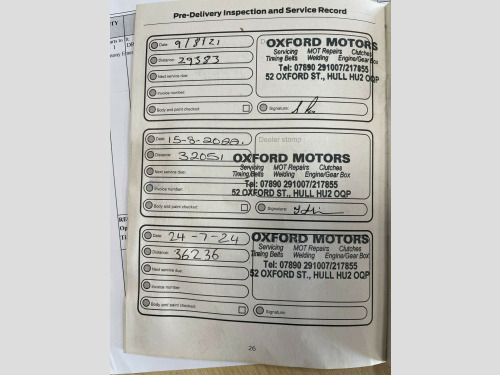 Pre-Delivery Inspection and Service Record
Date: 9/8/21
Distance: 29383
Next service due:
Invoice number:
Body and paint checked:
OXFORD MOTORS
Servicing MOT Repairs Clutches
Timing Belts Welding Engine/Gear Box
Tel: 07890 291007/217855
52 OXFORD ST., HULL HU2 OQP
Signature:
Date: 15-8-2022.
Distance: 32051
Next service due:
Invoice number:
Body and paint checked:
Dealer stamp
OXFORD MOTORS
Servicing MOT Repairs Clutches
Timing Belts Welding Engine/Gear Box
Tel: 07890 291007/217855
52 OXFORD ST., HULL HU2 OQP
Signature:
Date: 24-7-24
Distance: 36236
Next service due:
Invoice number
Body and paint checked:
OXFORD MOTORS
Servicing MOT Repairs Clutches
Timing Belts Welding Engine/Gear Box
Tel: 07890 291007/217855
52 OXFORD ST., HULL HU2 OQP
Signature:
26